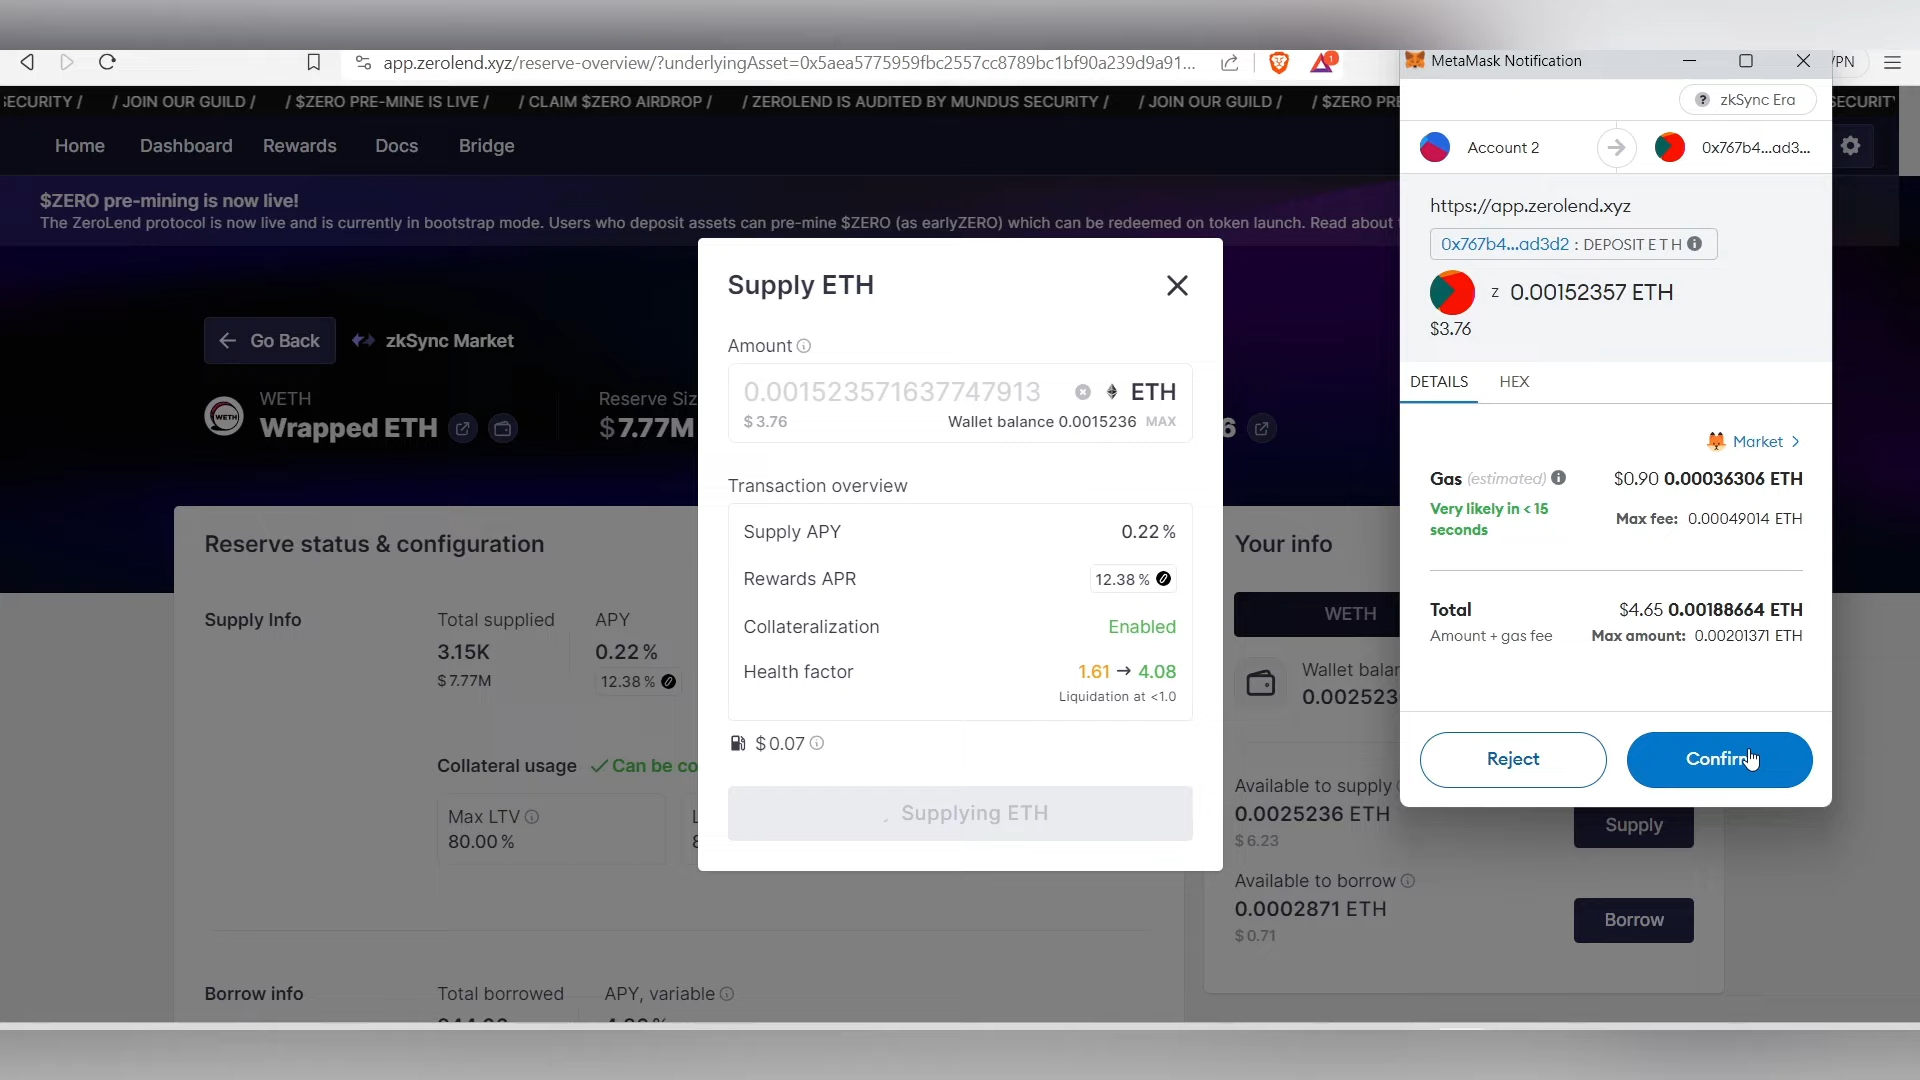 app.zerolend.xyz/reserve-overview/?underlyingAsset=0x5aea5775959fbc2557cc8789bc1bf90a239d9a91...
1
/PN
ECURITY / / JOIN OUR GUILD / / $ZERO PRE-MINE IS LIVE / / CLAIM $ZERO AIRDROP / / ZEROLEND IS AUDITED BY MUNDUS SECURITY / / JOIN OUR GUILD / / $ZERO PRE
ECURITY
Home Dashboard Rewards Docs Bridge
$ZERO pre-mining is now live!
The ZeroLend protocol is now live and is currently in bootstrap mode. Users who deposit assets can pre-mine $ZERO (as earlyZERO) which can be redeemed on token launch. Read about
Go Back
zkSync Market
WETH
WETH
Wrapped ETH
Reserve Siz
$7.77M
6
Reserve status & configuration
Supply Info
Total supplied
3.15K
$7.77M
APY
0.22%
12.38%
Collateral usage
Can be co
Max LTV
80.00%
Borrow info
Total borrowed
APY, variable
Supply ETH
Amount
0.001523571637747913
ETH
$3.76
Wallet balance 0.0015236 MAX
Transaction overview
Supply APY 0.22%
Rewards APR 12.38%
Collateralization Enabled
Health factor 1.61 → 4.08
Liquidation at <1.0
$0.07
Supplying ETH
Your info
WETH
Wallet balan
0.002523
Available to supply
0.0025236 ETH
$6.23
Supply
Available to borrow
0.0002871 ETH
$0.71
Borrow
MetaMask Notification
? zkSync Era
Account 2
0x767b4...ad3...
https://app.zerolend.xyz
0x767b4...ad3d2 : DEPOSIT E T H
Z 0.00152357 ETH
$3.76
DETAILS HEX
Market >
Gas (estimated) $0.90 0.00036306 ETH
Very likely in < 15 seconds
Max fee: 0.00049014 ETH
Total $4.65 0.00188664 ETH
Amount + gas fee Max amount: 0.00201371 ETH
Reject
Confirm